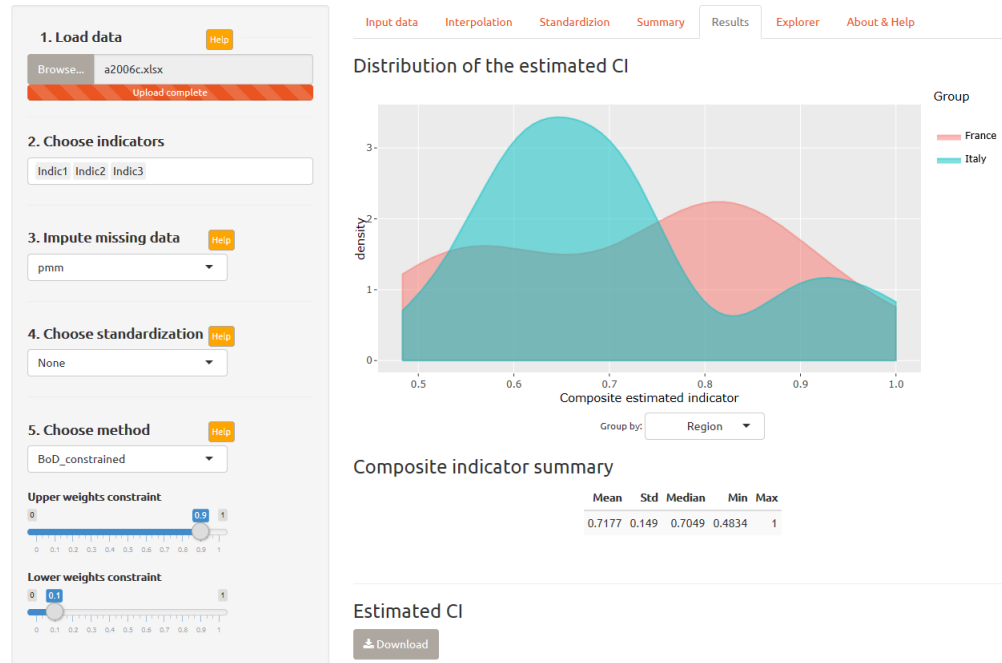 1. Load data
Help
Browse...
a2006c.xlsx
Upload complete
2. Choose indicators
Indic1 Indic2 Indic3
3. Impute missing data
Help
pmm
4. Choose standardization
Help
None
5. Choose method
Help
BoD_constrained
Upper weights constraint
0 0.9 1
0 0.1 0.2 0.3 0.4 0.5 0.6 0.7 0.8 0.9 1
Lower weights constraint
0 0.1 1
0 0.1 0.2 0.3 0.4 0.5 0.6 0.7 0.8 0.9 1
Input data Interpolation Standardizion Summary Results Explorer About & Help
Distribution of the estimated CI
Group
France
Italy
density
3
2
1
0
0.5 0.6 0.7 0.8 0.9 1.0
Composite estimated indicator
Group by: Region
Composite indicator summary
Mean Std Median Min Max
0.7177 0.149 0.7049 0.4834 1
Estimated CI
Download